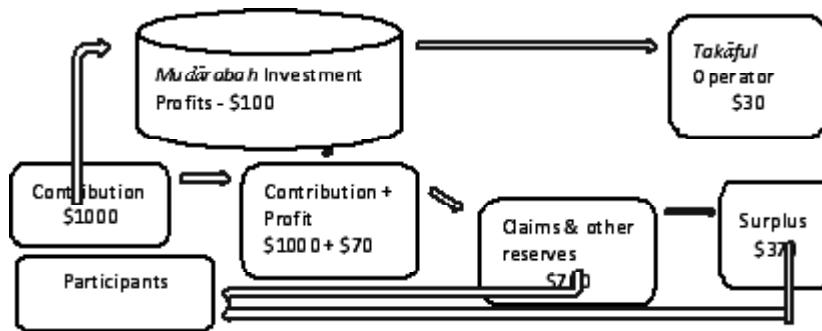 Mudārabah Investment
Profits - $100
Takāful
Operator
$30
Contribution
$1000
Contribution +
Profit
$1000 + $70
Claims & other
reserves
Surplus
Participants